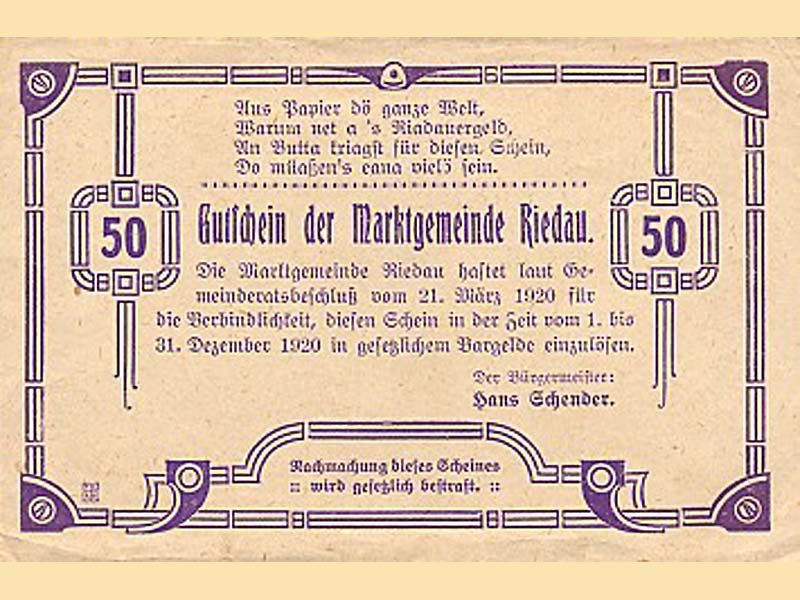 Aus Papier dö ganze Welt,
Warum net a 's Riadauergeld,
An Butta kriagst für diesen Schein,
Do müaßen's eana vielö sein.
50
Gutschein der Marktgemeinde Riedau.
50
Die Marktgemeinde Riedau haftet laut Ge-
meinderatsbeschluß vom 21. März 1920 für
die Verbindlichkeit, diesen Schein in der Zeit vom 1. bis
31. Dezember 1920 in gesetzlichem Bargelde einzulösen.
Der Bürgermeister:
Hans Schender.
Nachmachung dieses Scheines
:: wird gesetzlich bestraft. ::